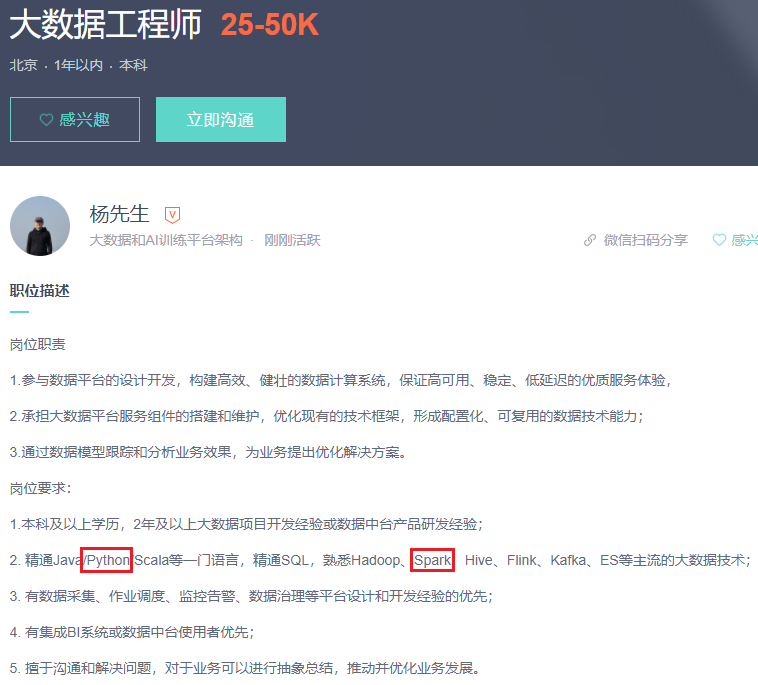 大数据工程师 25-50K
北京 · 1年以内 · 本科
感兴趣 立即沟通
杨先生 V
大数据和AI训练平台架构 · 刚刚活跃 微信扫码分享 感兴
职位描述
岗位职责
1.参与数据平台的设计开发，构建高效、健壮的数据计算系统，保证高可用、稳定、低延迟的优质服务体验，
2.承担大数据平台服务组件的搭建和维护，优化现有的技术框架，形成配置化、可复用的数据技术能力；
3.通过数据模型跟踪和分析业务效果，为业务提出优化解决方案。
岗位要求：
1.本科及以上学历，2年及以上大数据项目开发经验或数据中台产品研发经验；
2. 精通Java/Python/Scala等一门语言，精通SQL，熟悉Hadoop、Spark Hive、Flink、Kafka、ES等主流的大数据技术；
3. 有数据采集、作业调度、监控告警、数据治理等平台设计和开发经验的优先；
4. 有集成BI系统或数据中台使用者优先；
5. 擅于沟通和解决问题，对于业务可以进行抽象总结，推动并优化业务发展。